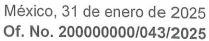 México, 31 de enero de 2025
Of. No. 200000000/043/2025